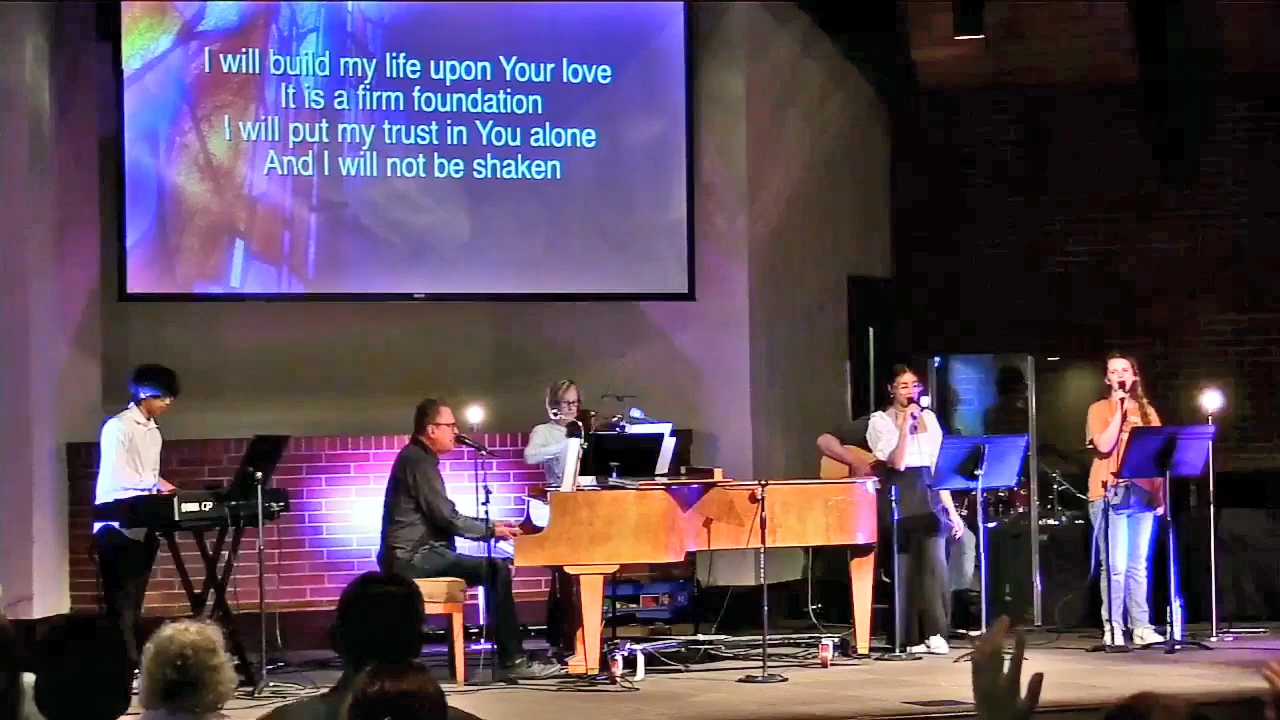 I will build my life upon Your love
It is a firm foundation
I will put my trust in You alone
And I will not be shaken
CP